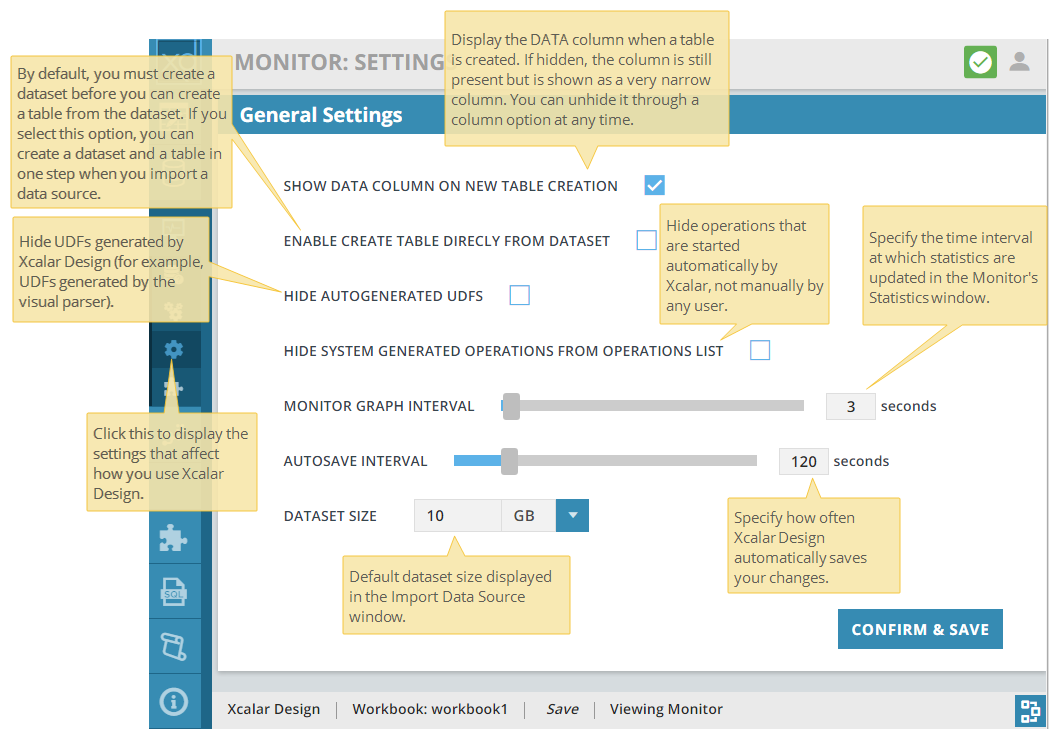 MONITOR: SETTING
General Settings
Display the DATA column when a table
is created. If hidden, the column is still
present but is shown as a very narrow
column. You can unhide it through a
column option at any time.
By default, you must create a
dataset before you can create
a table from the dataset. If you
select this option, you can
create a dataset and a table in
one step when you import a
data source.
SHOW DATA COLUMN ON NEW TABLE CREATION
ENABLE CREATE TABLE DIRECLY FROM DATASET
Hide UDFs generated by
Xcalar Design (for example,
UDFs generated by the
visual parser).
HIDE AUTOGENERATED UDFS
Hide operations that
are started
automatically by
Xcalar, not manually by
any user.
Specify the time interval
at which statistics are
updated in the Monitor's
Statistics window.
HIDE SYSTEM GENERATED OPERATIONS FROM OPERATIONS LIST
MONITOR GRAPH INTERVAL 3 seconds
Click this to display the
settings that affect
how you use Xcalar
Design.
AUTOSAVE INTERVAL 120 seconds
DATASET SIZE 10 GB
Specify how often
Xcalar Design
automatically saves
your changes.
Default dataset size displayed
in the Import Data Source
window.
SQL
CONFIRM & SAVE
Xcalar Design Workbook: workbook1 Save Viewing Monitor